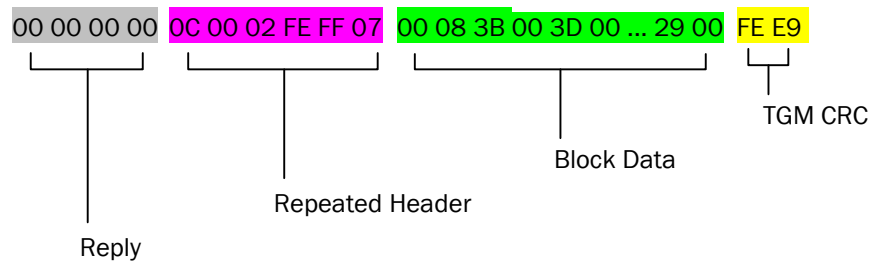 00 00 00 00 0C 00 02 FE FF 07 00 08 3B 00 3D 00 ... 29 00 FE E9
TGM CRC
Block Data
Repeated Header
Reply